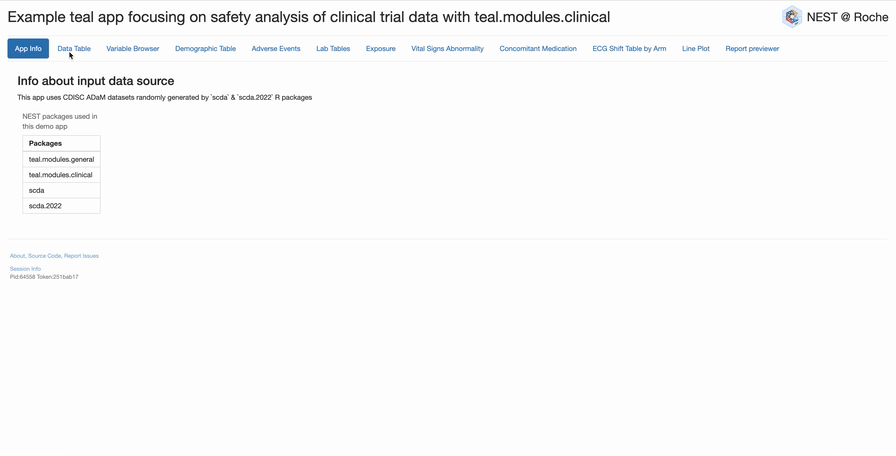 Example teal app focusing on safety analysis of clinical trial data with teal.modules.clinical
NEST @ Roche
App Info Data Table Variable Browser Demographic Table Adverse Events Lab Tables Exposure Vital Signs Abnormality Concomitant Medication ECG Shift Table by Arm Line Plot Report previewer
Info about input data source
This app uses CDISC ADaM datasets randomly generated by `scda` & `scda.2022` R packages
NEST packages used in
this demo app
Packages
teal.modules.general
teal.modules.clinical
scda
scda.2022
About, Source Code, Report Issues
Session Info
Pid:64558 Token:251bab17